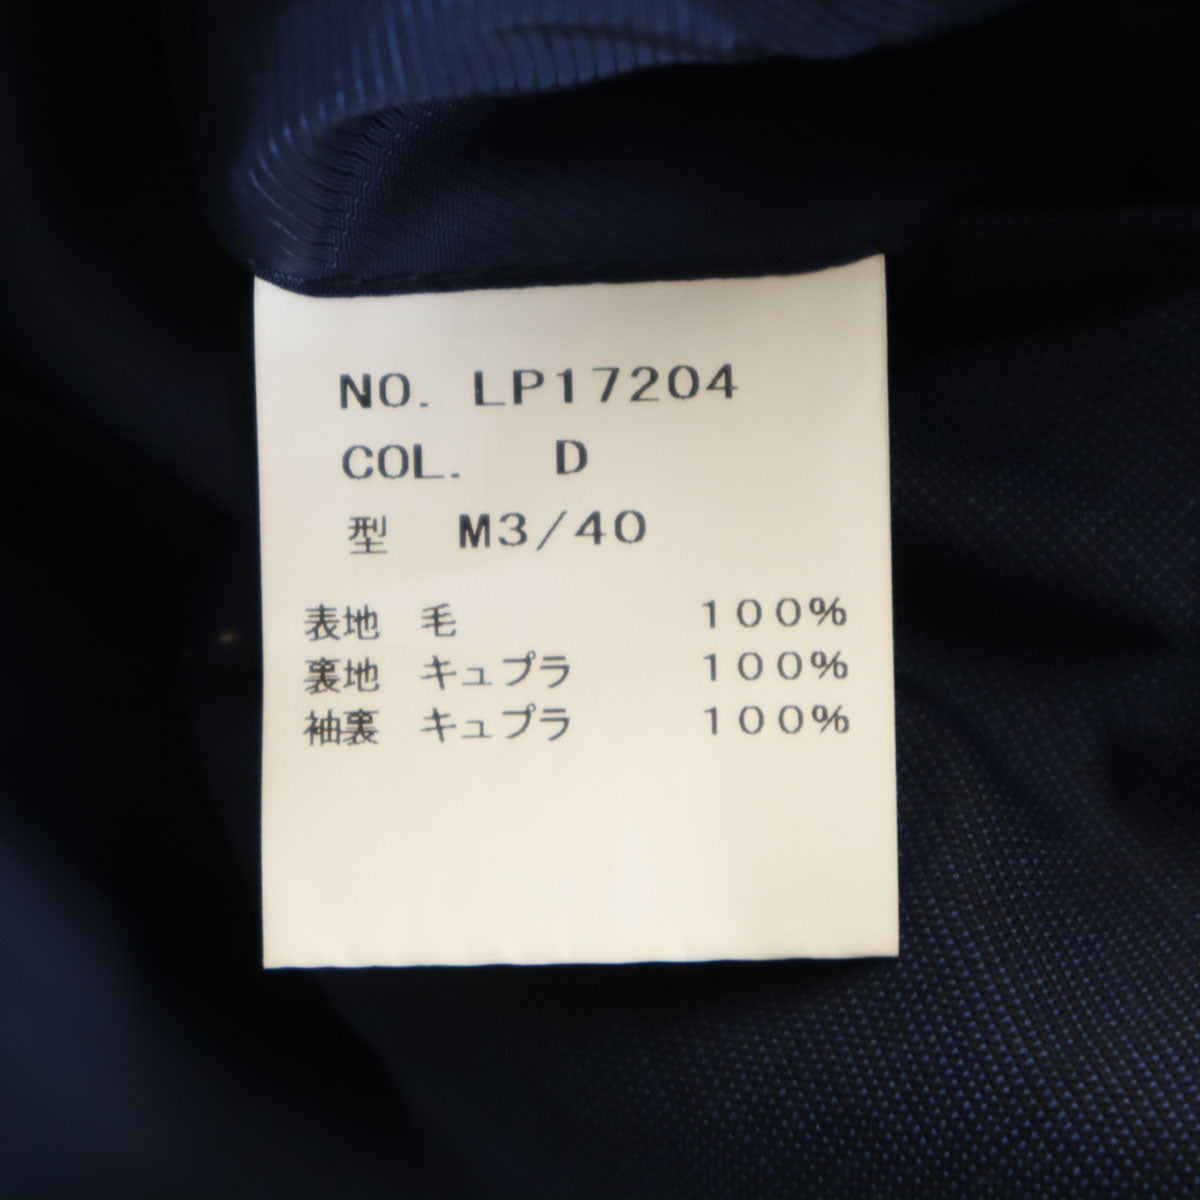 NO. LP17204
COL. D
型 M3/40
表地 毛 100%
裏地 キュプラ 100%
袖裏 キュプラ 100%